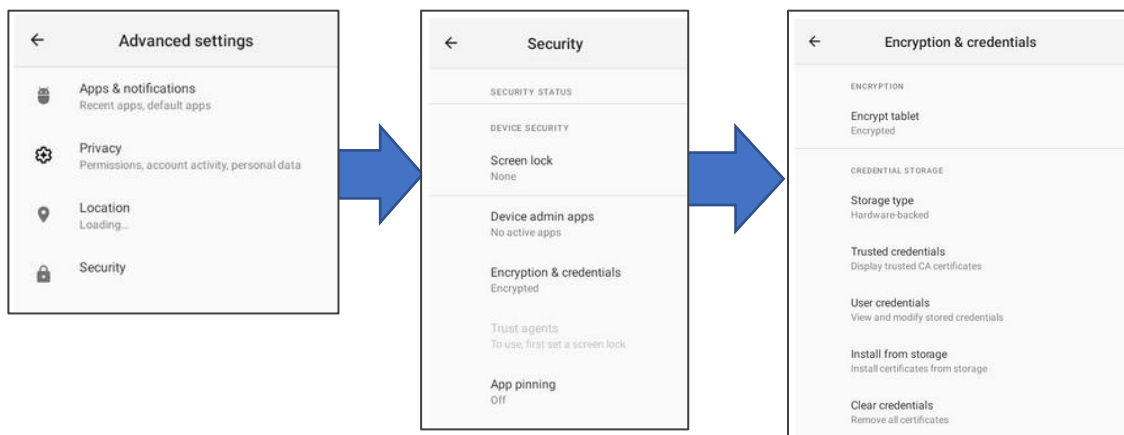 Advanced settings
Apps & notifications
Recent apps, default apps
Privacy
Permissions, account activity, personal data
Location
Loading...
Security
Security
SECURITY STATUS
DEVICE SECURITY
Screen lock
None
Device admin apps
No active apps
Encryption & credentials
Encrypted
Trust agents
To use, first set a screen lock
App pinning
Off
Encryption & credentials
ENCRYPTION
Encrypt tablet
Encrypted
CREDENTIAL STORAGE
Storage type
Hardware-backed
Trusted credentials
Display trusted CA certificates
User credentials
View and modify stored credentials
Install from storage
Install certificates from storage
Clear credentials
Remove all certificates